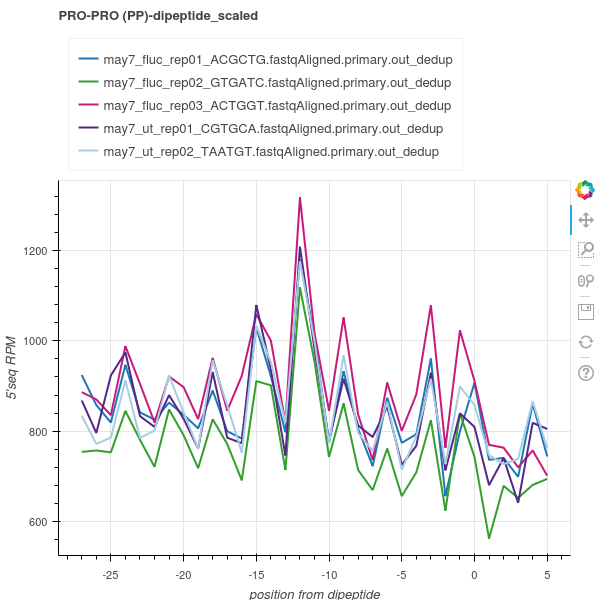 PRO-PRO (PP)-dipeptide_scaled
may7_fluc_rep01_ACGCTG.fastqAligned.primary.out_dedup
may7_fluc_rep02_GTGATC.fastqAligned.primary.out_dedup
may7_fluc_rep03_ACTGGT.fastqAligned.primary.out_dedup
may7_ut_rep01_CGTGCA.fastqAligned.primary.out_dedup
may7_ut_rep02_TAATGT.fastqAligned.primary.out_dedup
1200
1000
800
600
5'seq RPM
-25 -20 -15 -10 -5 0 5
position from dipeptide